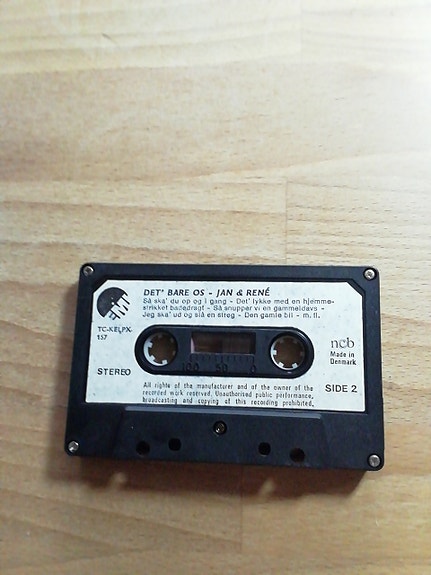 DET' BARE OS - JAN & RENÉ
Så ska' du op og i gang - Det' lykke med en hjemme-
strikket badedragt - Så snupper vi en gammeldavs -
Jeg ska' ud og slå en streg - Den gamle bil - m. fl.
EMI
TC-KELPX-
157
STEREO
ncb
Made in
Denmark
SIDE 2
100 50 0
All rights of the manufacturer and of the owner of the
recorded work reserved. Unauthorised public performance,
broadcasting and copying of this recording prohibited.